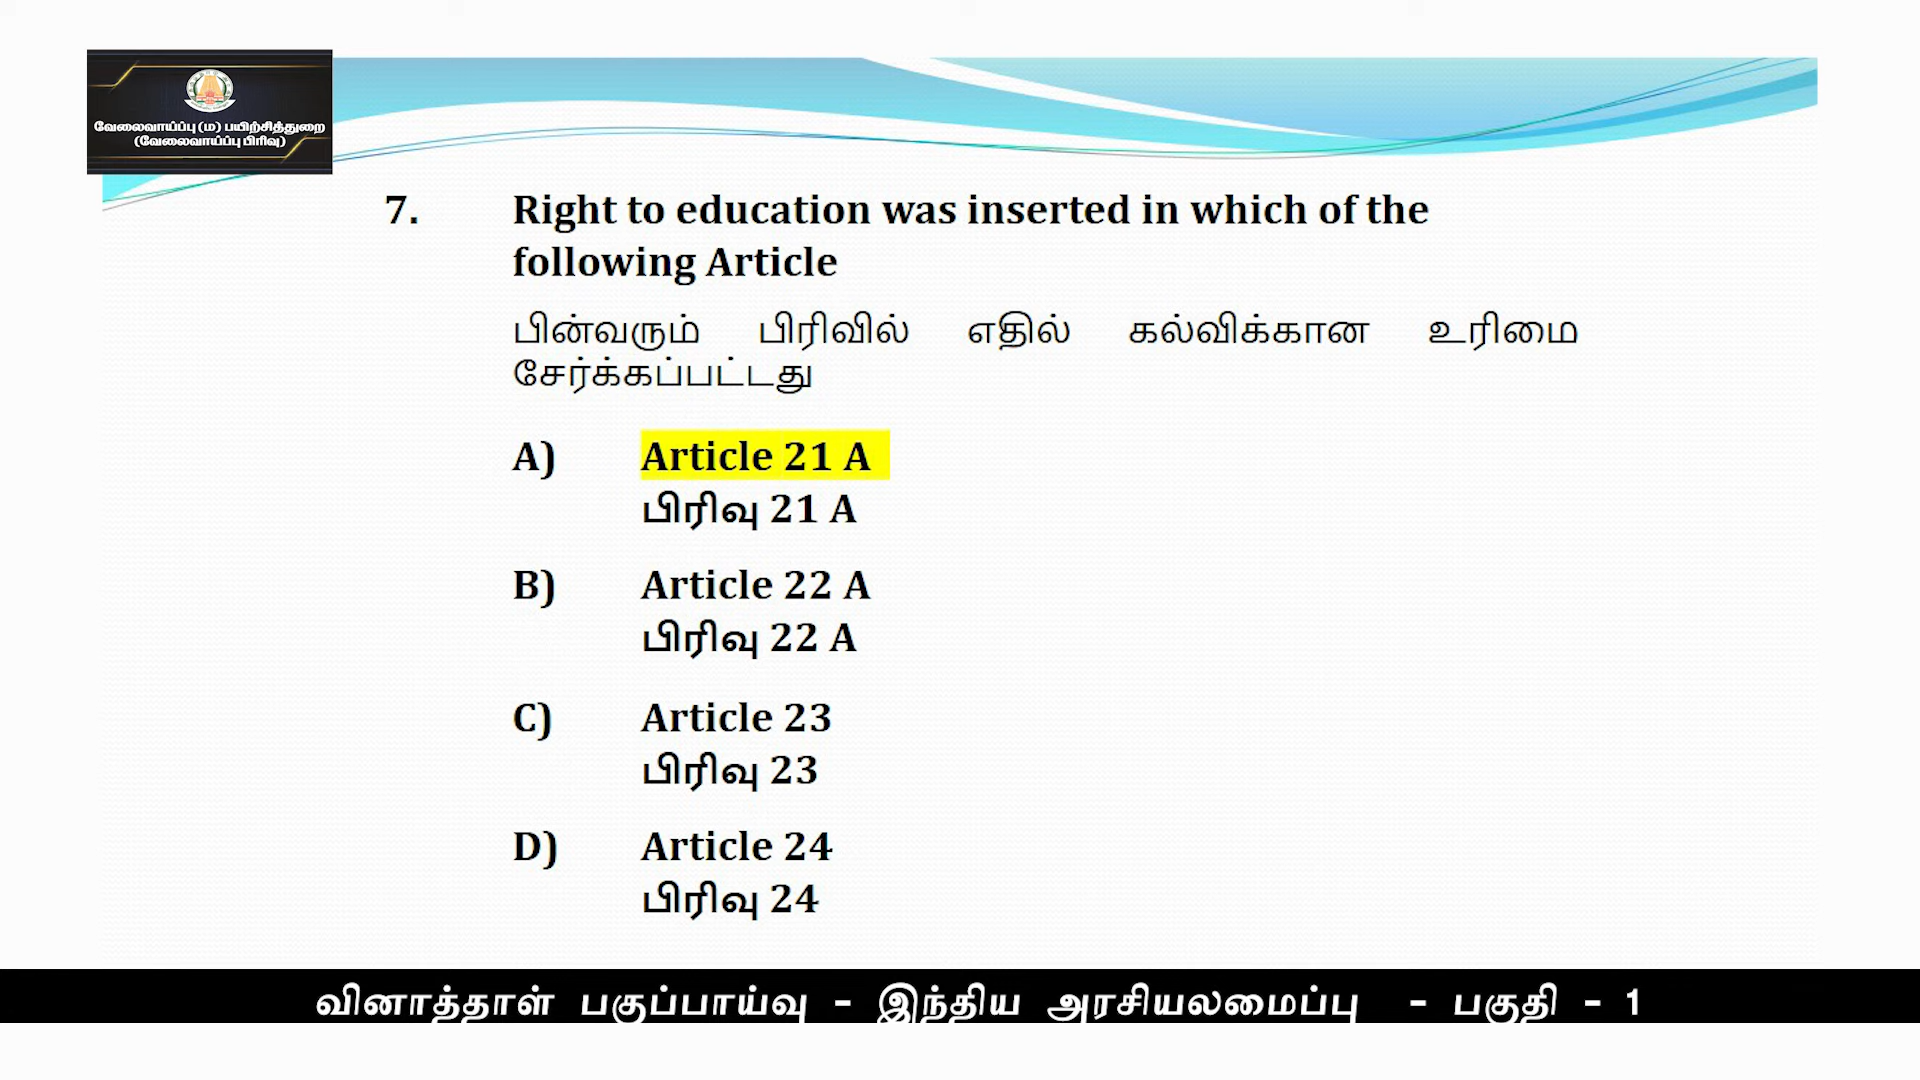 வேலைவாய்ப்பு (ம) பயிற்சித்துறை
(வேலைவாய்ப்பு பிரிவு)
7. Right to education was inserted in which of the
following Article
பின்வரும் பிரிவில் எதில் கல்விக்கான உரிமை
சேர்க்கப்பட்டது
A) Article 21 A
பிரிவு 21 A
B) Article 22 A
பிரிவு 22 A
C) Article 23
பிரிவு 23
D) Article 24
பிரிவு 24
வினாத்தாள் பகுப்பாய்வு - இந்திய அரசியலமைப்பு - பகுதி - 1